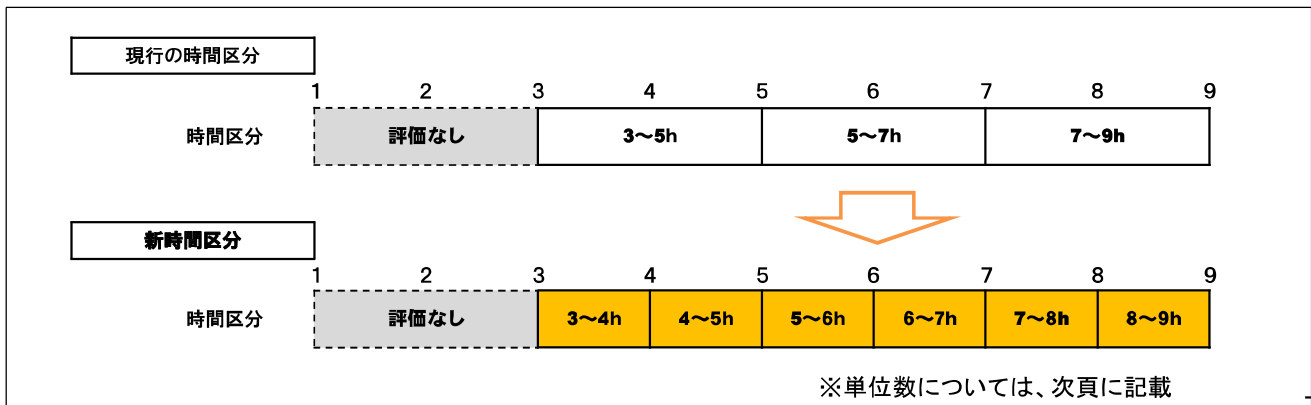 現行の時間区分
1 2 3 4 5 6 7 8 9
時間区分 評価なし 3～5h 5～7h 7～9h
新時間区分
1 2 3 4 5 6 7 8 9
時間区分 評価なし 3～4h 4～5h 5～6h 6～7h 7～8h 8～9h
※単位数については、次頁に記載